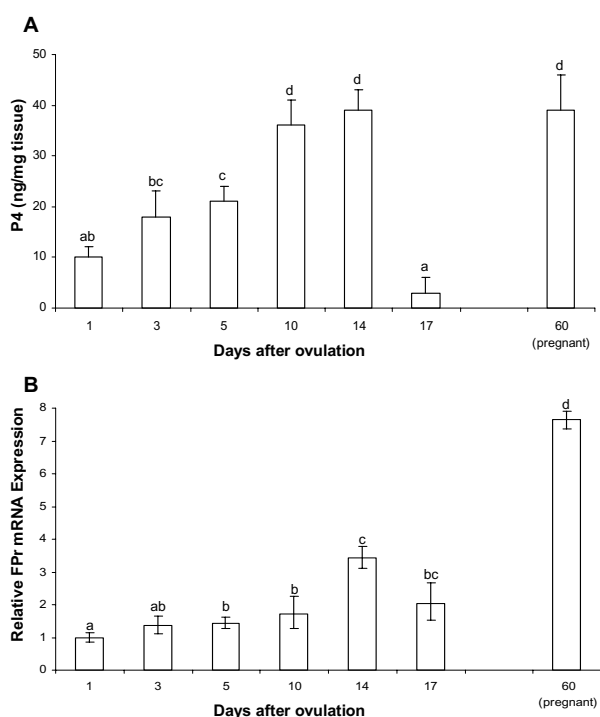 A
P4 (ng/mg tissue)
50
40
30
20
10
0
ab
bc
c
d
d
a
d
1 3 5 10 14 17 60
(pregnant)
Days after ovulation
B
Relative FPr mRNA Expression
8
7
6
5
4
3
2
1
0
a
ab
b
b
c
bc
d
1 3 5 10 14 17 60
(pregnant)
Days after ovulation